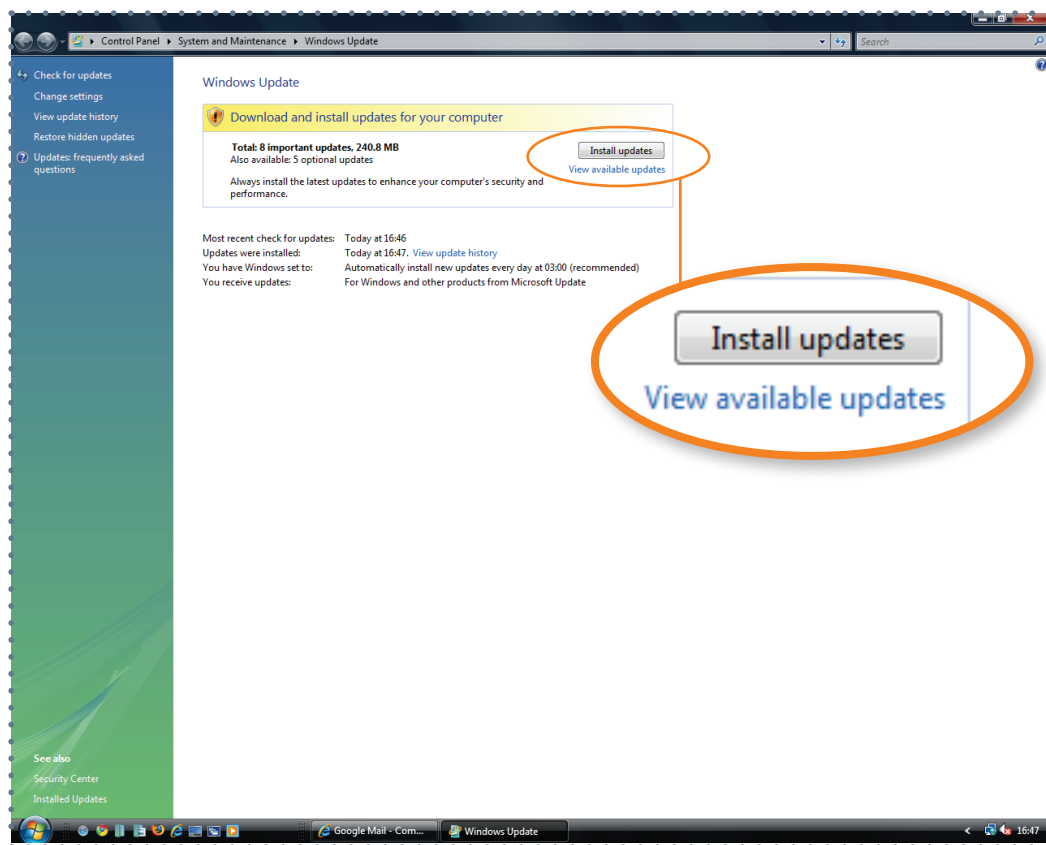 Control Panel ▸ System and Maintenance ▸ Windows Update
Search
Check for updates
Change settings
View update history
Restore hidden updates
Updates: frequently asked
questions
Windows Update
Download and install updates for your computer
Total: 8 important updates, 240.8 MB
Also available: 5 optional updates
Install updates
View available updates
Always install the latest updates to enhance your computer's security and
performance.
Most recent check for updates: Today at 16:46
Updates were installed: Today at 16:47. View update history
You have Windows set to: Automatically install new updates every day at 03:00 (recommended)
You receive updates: For Windows and other products from Microsoft Update
Install updates
View available updates
See also
Security Center
Installed Updates
Google Mail - Com... Windows Update 16:47